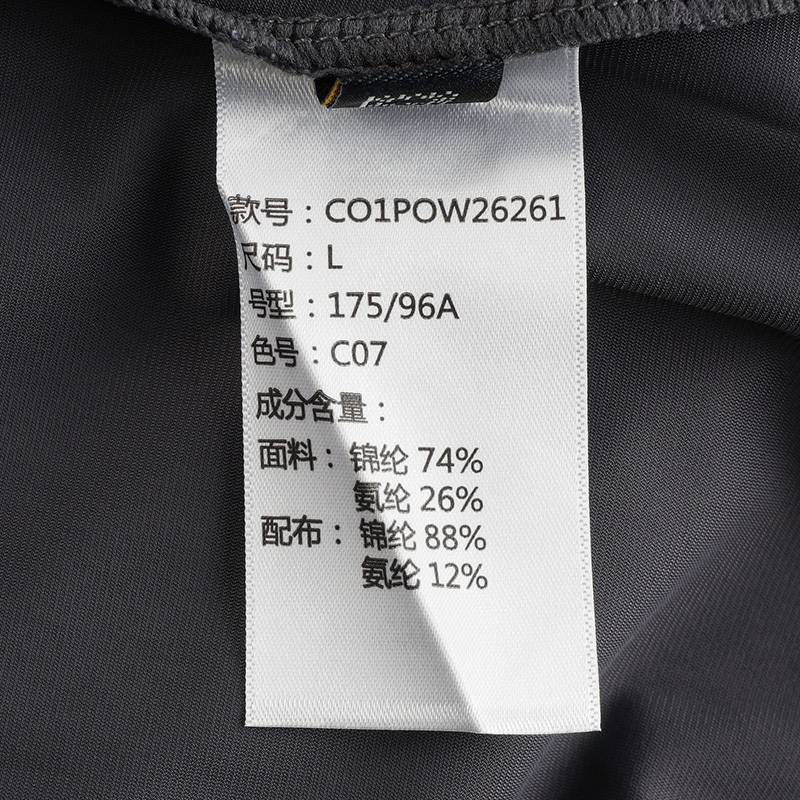 款号：CO1POW26261
尺码：L
号型：175/96A
色号：C07
成分含量：
面料：锦纶 74%
氨纶 26%
配布：锦纶 88%
氨纶 12%